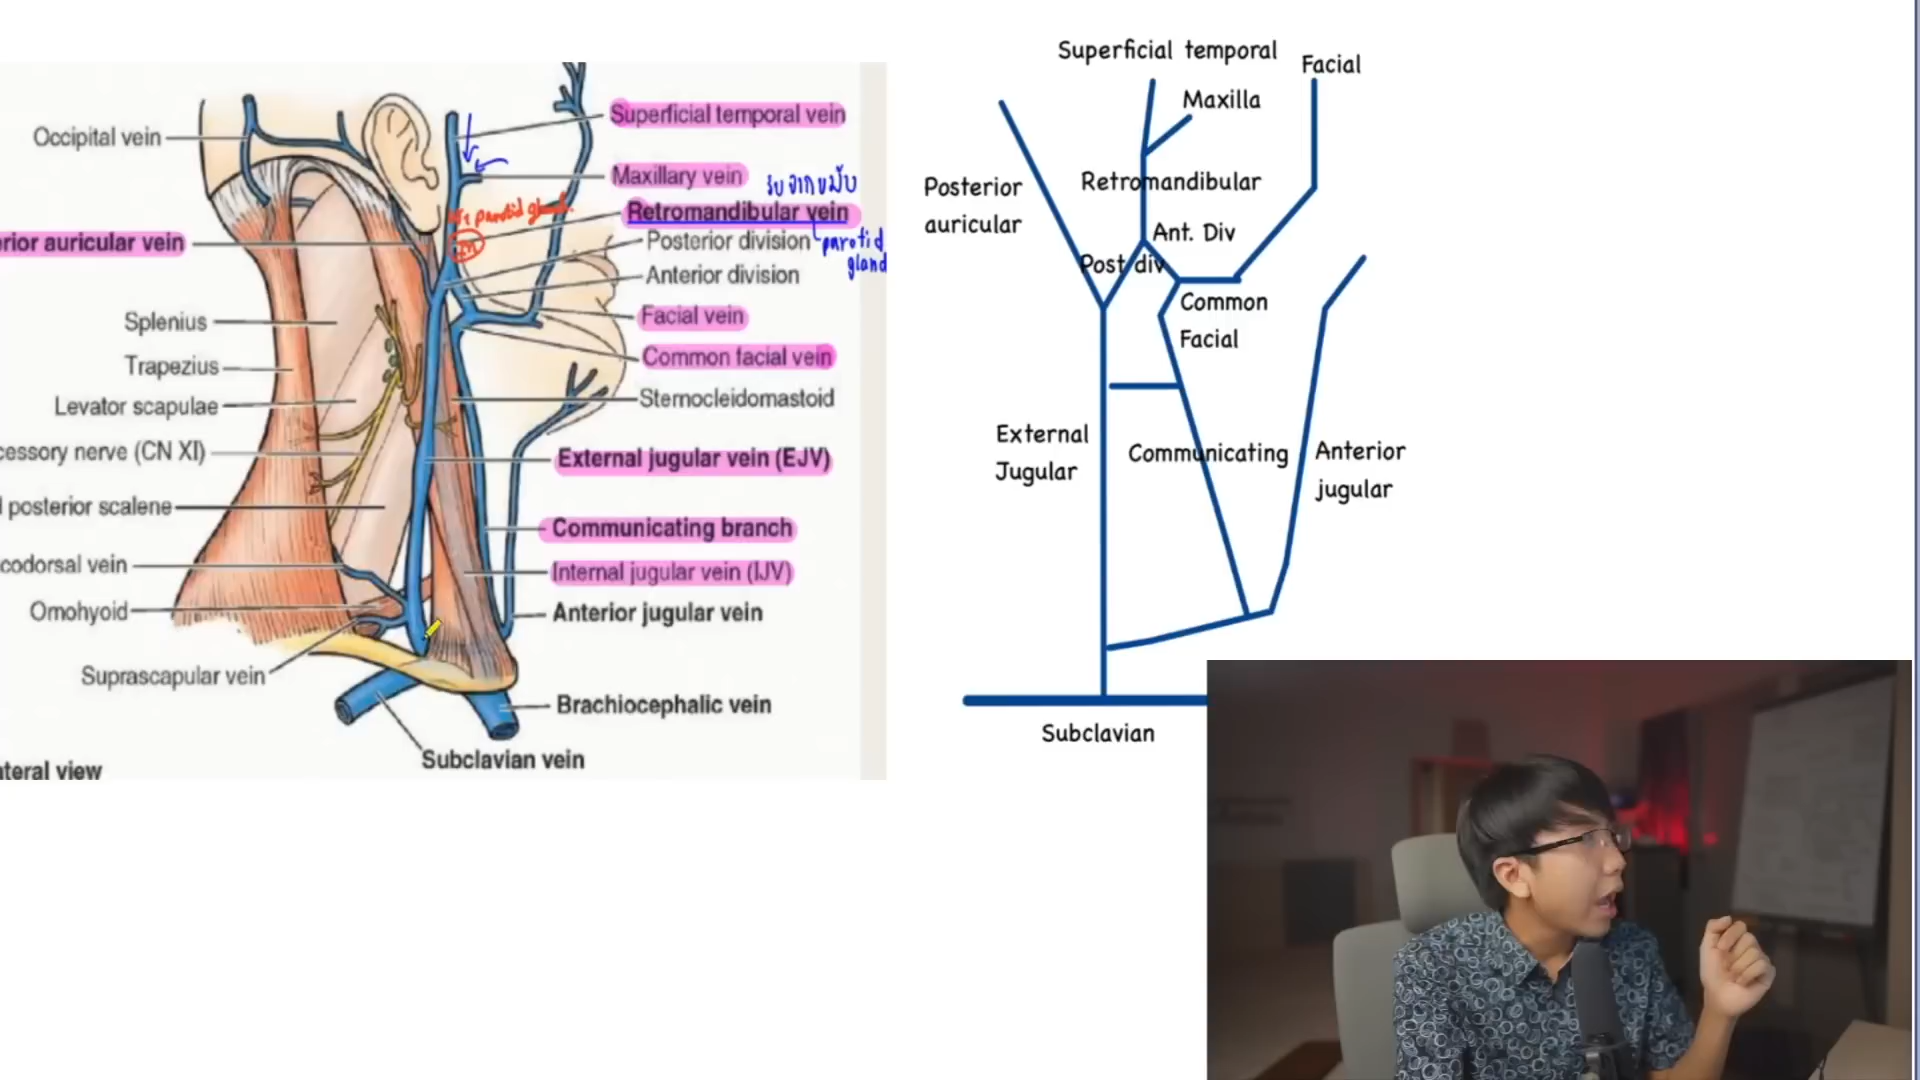 Superficial temporal vein
Occipital vein
Maxillary vein
รับจากขมับ
parotid gland
Retromandibular vein
rior auricular vein
Posterior division
parotid
gland
Anterior division
Splenius
Facial vein
Trapezius
Common facial vein
Levator scapulae
Sternocleidomastoid
cessory nerve (CN XI)
External jugular vein (EJV)
posterior scalene
Communicating branch
codorsal vein
Internal jugular vein (IJV)
Omohyoid
Anterior jugular vein
Suprascapular vein
Brachiocephalic vein
Subclavian vein
ateral view
Superficial temporal
Facial
Maxilla
Posterior
auricular
Retromandibular
Ant. Div
Post div
Common
Facial
External
Jugular
Communicating
Anterior
jugular
Subclavian